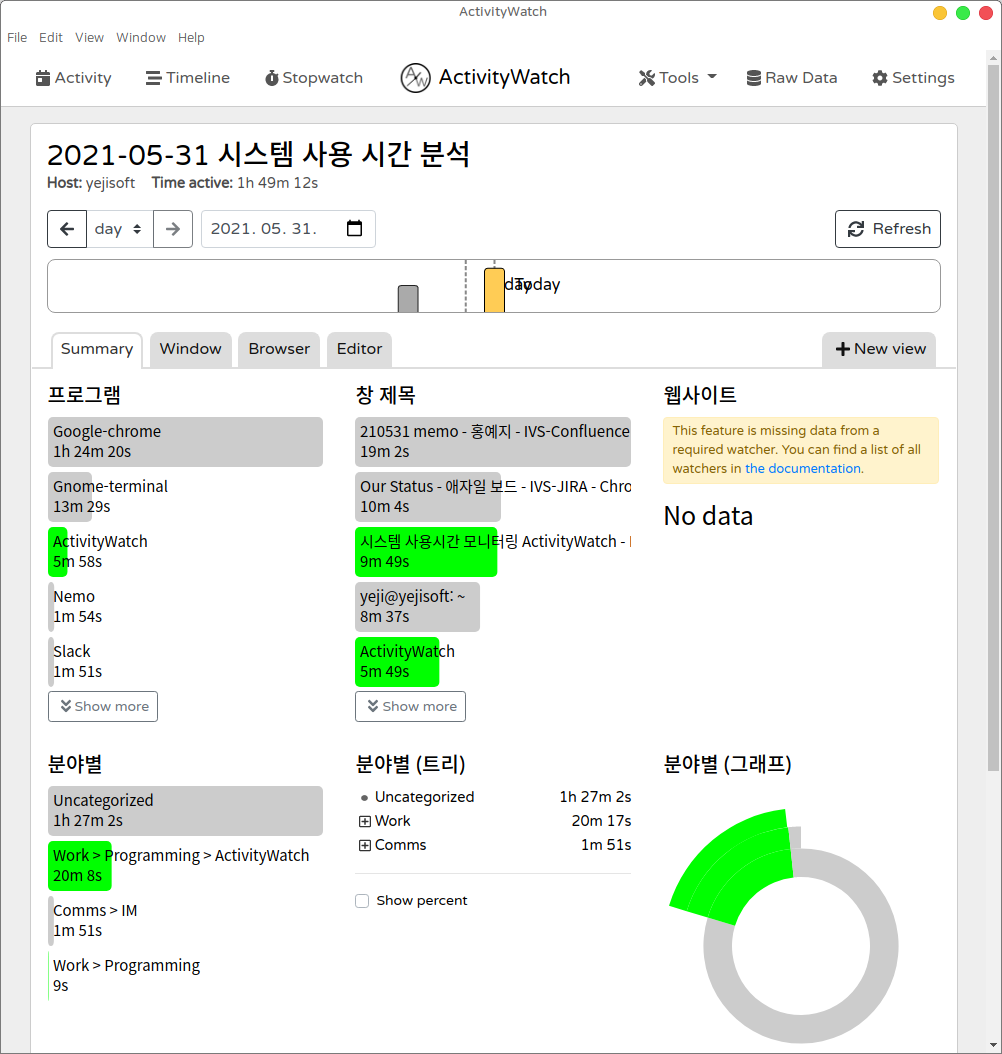 ActivityWatch
File Edit View Window Help
Activity Timeline Stopwatch ActivityWatch Tools Raw Data Settings
2021-05-31 시스템 사용 시간 분석
Host: yejisoft Time active: 1h 49m 12s
day 2021. 05. 31. Refresh
Today
Summary Window Browser Editor New view
프로그램
Google-chrome
1h 24m 20s
Gnome-terminal
13m 29s
ActivityWatch
5m 58s
Nemo
1m 54s
Slack
1m 51s
Show more
창 제목
210531 memo - 홍예지 - IVS-Confluence
19m 2s
Our Status - 애자일 보드 - IVS-JIRA - Chro
10m 4s
시스템 사용시간 모니터링 ActivityWatch -
9m 49s
yeji@yejisoft: ~
8m 37s
ActivityWatch
5m 49s
Show more
웹사이트
This feature is missing data from a
required watcher. You can find a list of all
watchers in the documentation.
No data
분야별
Uncategorized
1h 27m 2s
Work > Programming > ActivityWatch
20m 8s
Comms > IM
1m 51s
Work > Programming
9s
분야별 (트리)
Uncategorized 1h 27m 2s
Work 20m 17s
Comms 1m 51s
Show percent
분야별 (그래프)